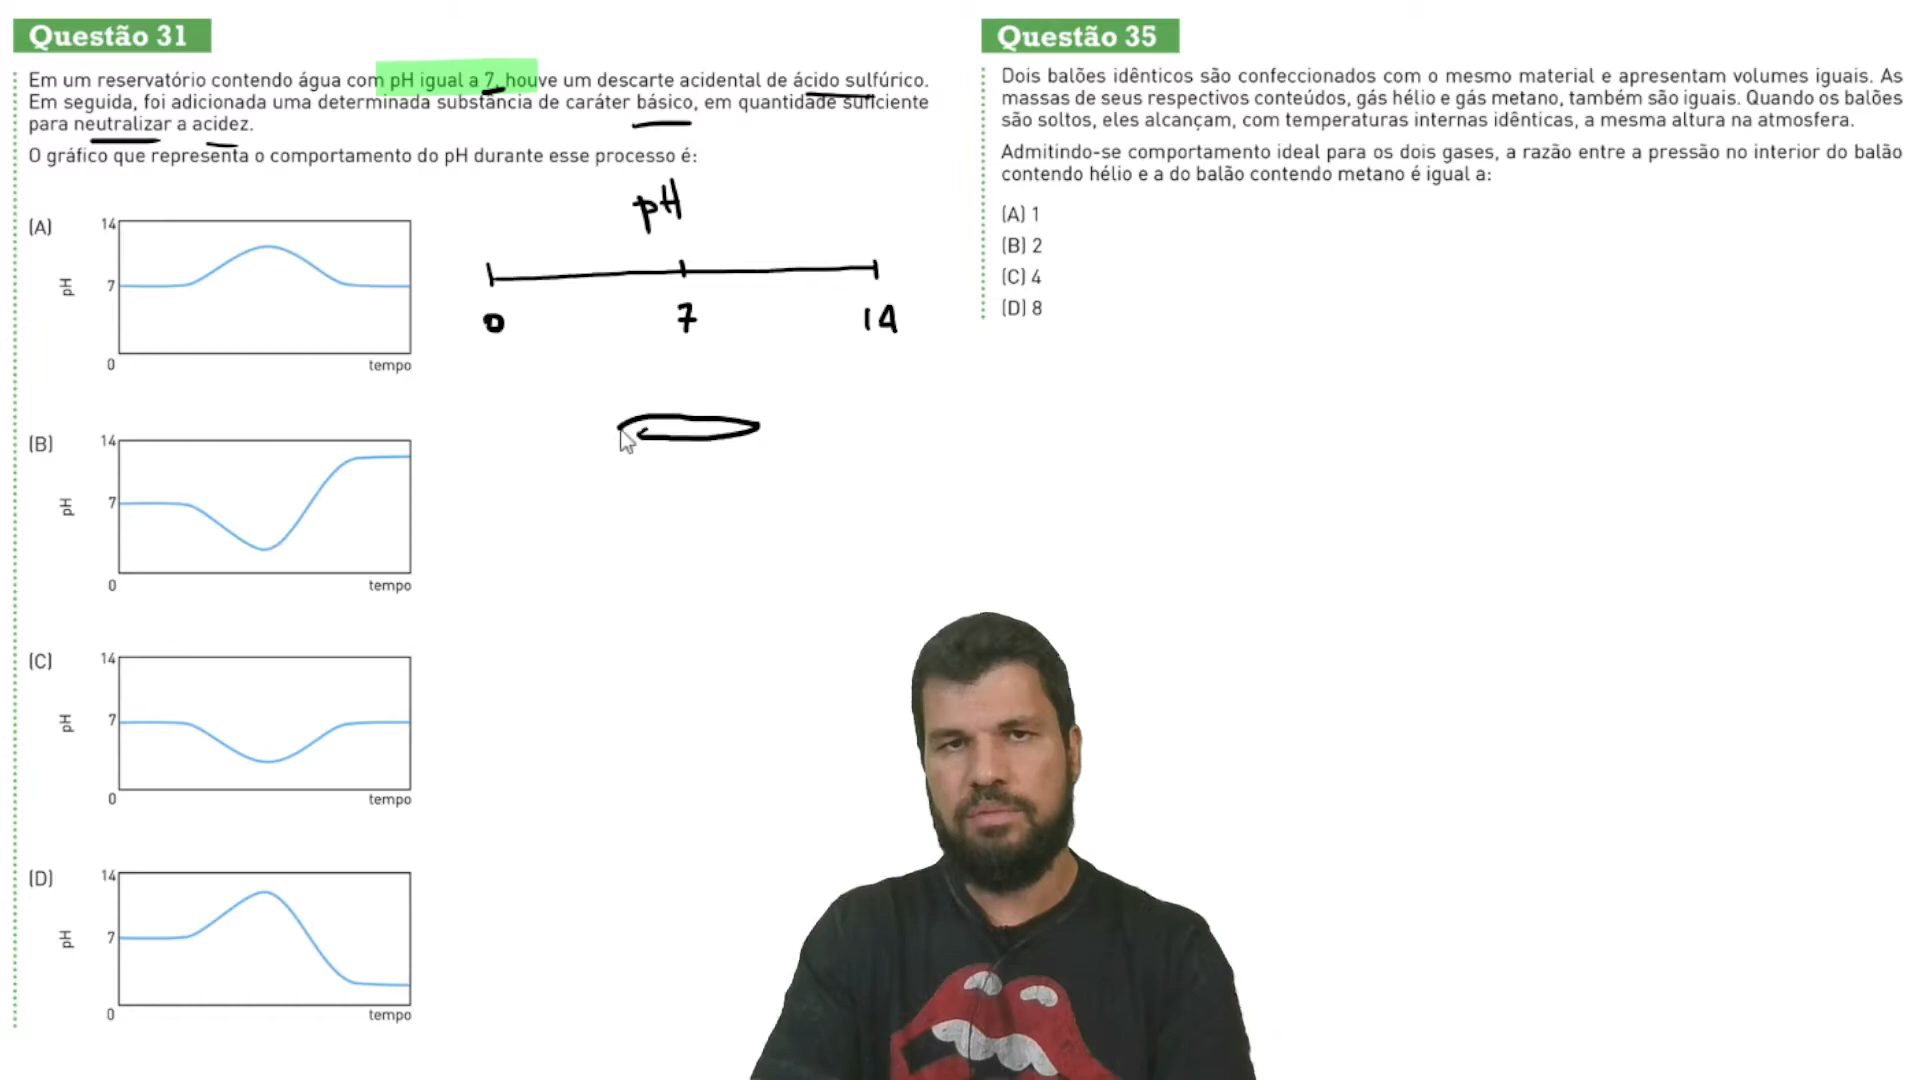 Questão 31
Em um reservatório contendo água com pH igual a 7, houve um descarte acidental de ácido sulfúrico.
Em seguida, foi adicionada uma determinada substância de caráter básico, em quantidade suficiente
para neutralizar a acidez.
O gráfico que representa o comportamento do pH durante esse processo é:
pH
0 7 14
(A)
14
pH
7
0
tempo
(B)
14
pH
7
0
tempo
(C)
14
pH
7
0
tempo
(D)
14
pH
7
0
tempo
Questão 35
Dois balões idênticos são confeccionados com o mesmo material e apresentam volumes iguais. As
massas de seus respectivos conteúdos, gás hélio e gás metano, também são iguais. Quando os balões
são soltos, eles alcançam, com temperaturas internas idênticas, a mesma altura na atmosfera.
Admitindo-se comportamento ideal para os dois gases, a razão entre a pressão no interior do balão
contendo hélio e a do balão contendo metano é igual a:
(A) 1
(B) 2
(C) 4
(D) 8